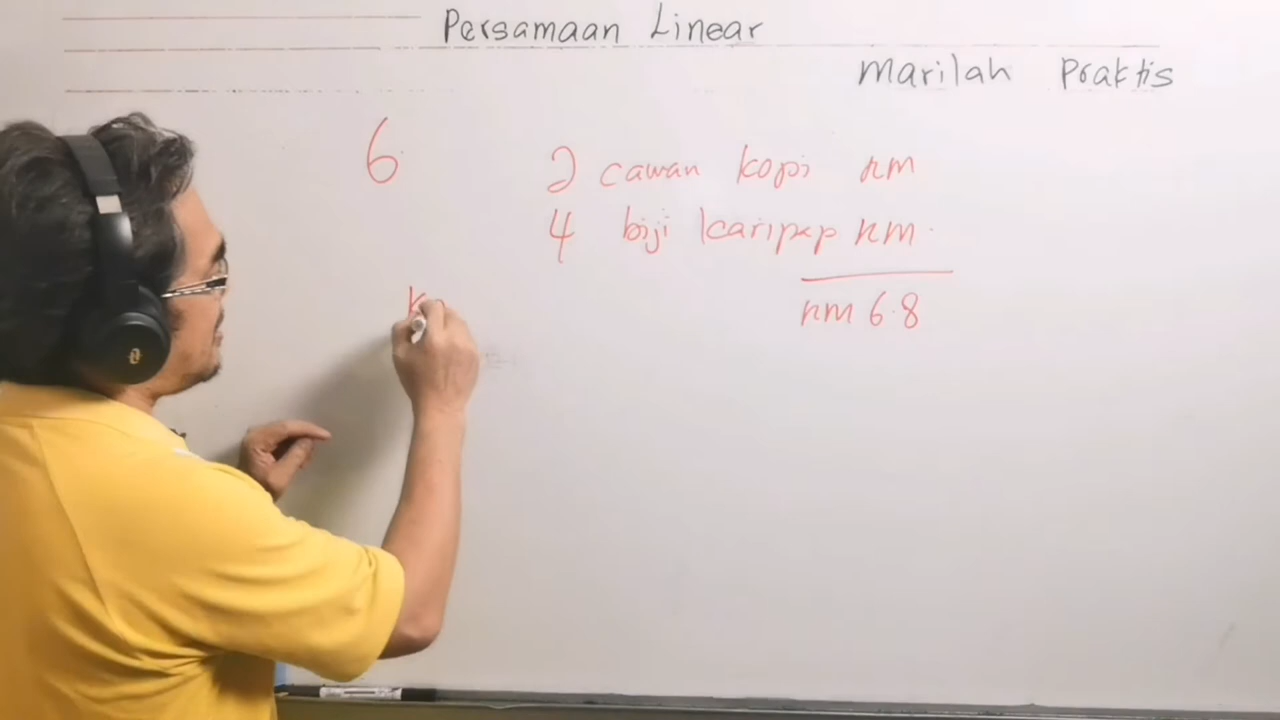 Persamaan Linear
Marilah Praktis
6.
2 cawan kopi RM
4 biji karipap RM
RM 6.8